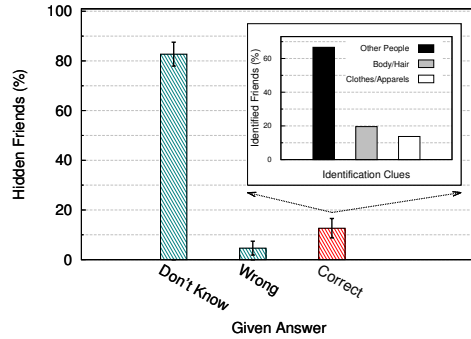 100
80
60
40
20
0
Hidden Friends (%)
Don't Know
Wrong
Correct
Given Answer
60
40
20
0
Identified Friends (%)
Other People
Body/Hair
Clothes/Apparels
Identification Clues